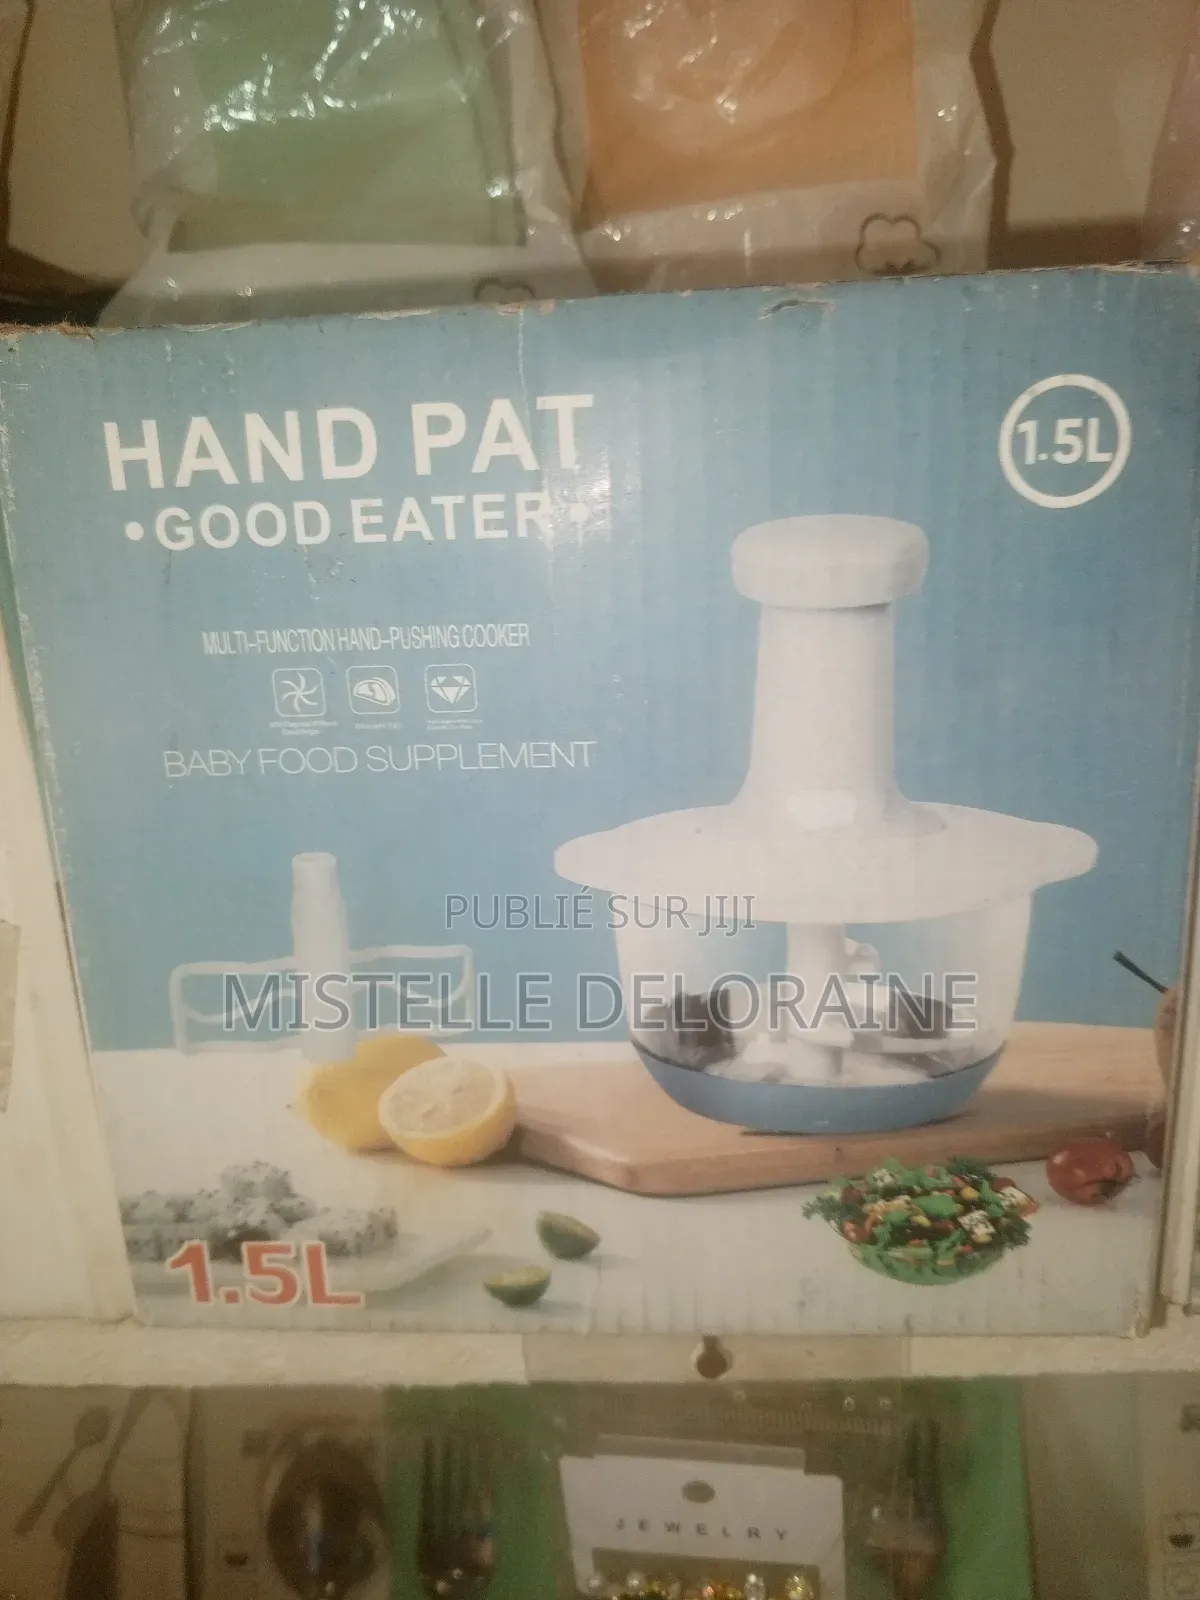 HAND PAT
•GOOD EATER•
1.5L
MULTI-FUNCTION HAND-PUSHING COOKER
BABY FOOD SUPPLEMENT
PUBLIÉ SUR JIJI
MISTELLE DELORAINE
1.5L
JEWELRY